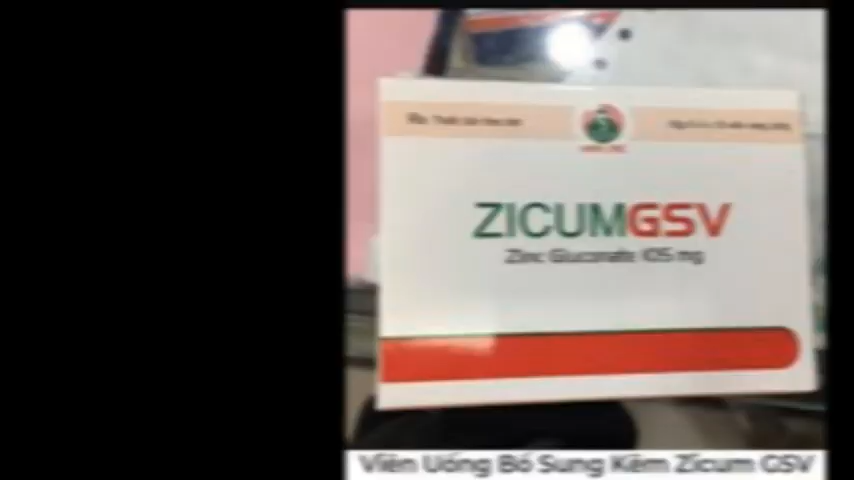 ZICUMGSV
Zinc Gluconate 105 mg
Viên Uống Bổ Sung Kẽm Zicum GSV